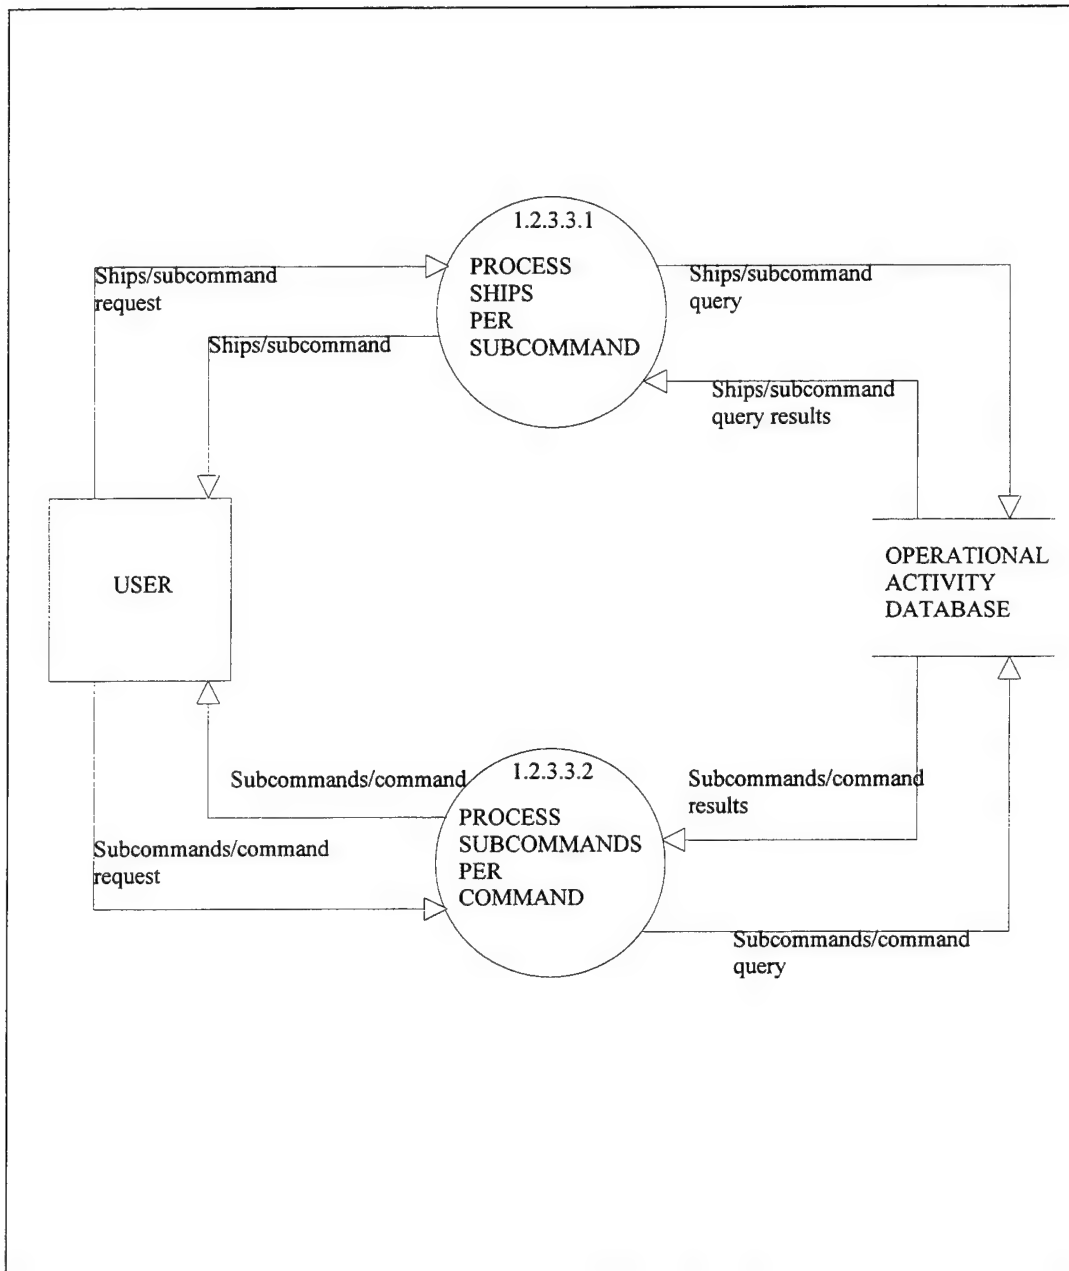 1.2.3.3.1
PROCESS
SHIPS
PER
SUBCOMMAND
Ships/subcommand
request
Ships/subcommand
query
Ships/subcommand
Ships/subcommand
query results
USER
OPERATIONAL
ACTIVITY
DATABASE
Subcommands/command
1.2.3.3.2
PROCESS
SUBCOMMANDS
PER
COMMAND
Subcommands/command
results
Subcommands/command
request
Subcommands/command
query